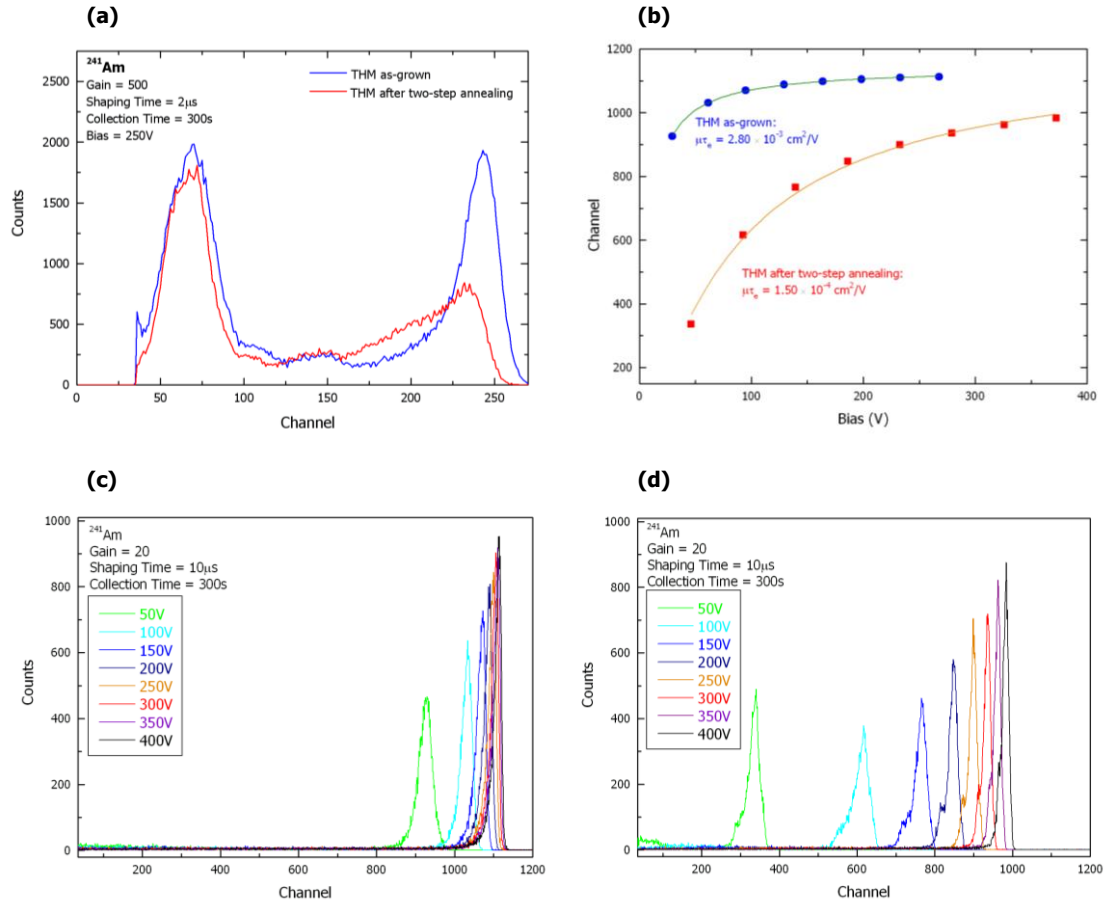 (a)
²⁴¹Am
Gain = 500
Shaping Time = 2μs
Collection Time = 300s
Bias = 250V
THM as-grown
THM after two-step annealing
2500
2000
1500
1000
500
0
Counts
0 50 100 150 200 250
Channel
(b)
1200
1100
1000
900
800
700
600
500
400
300
200
Channel
THM as-grown:
μτₑ = 2.80 · 10⁻³ cm²/V
THM after two-step annealing:
μτₑ = 1.50 · 10⁻⁴ cm²/V
0 100 200 300 400
Bias (V)
(c)
²⁴¹Am
Gain = 20
Shaping Time = 10μs
Collection Time = 300s
50V
100V
150V
200V
250V
300V
350V
400V
1000
800
600
400
200
0
Counts
200 400 600 800 1000 1200
Channel
(d)
²⁴¹Am
Gain = 20
Shaping Time = 10μs
Collection Time = 300s
50V
100V
150V
200V
250V
300V
350V
400V
1000
800
600
400
200
0
Counts
200 400 600 800 1000 1200
Channel